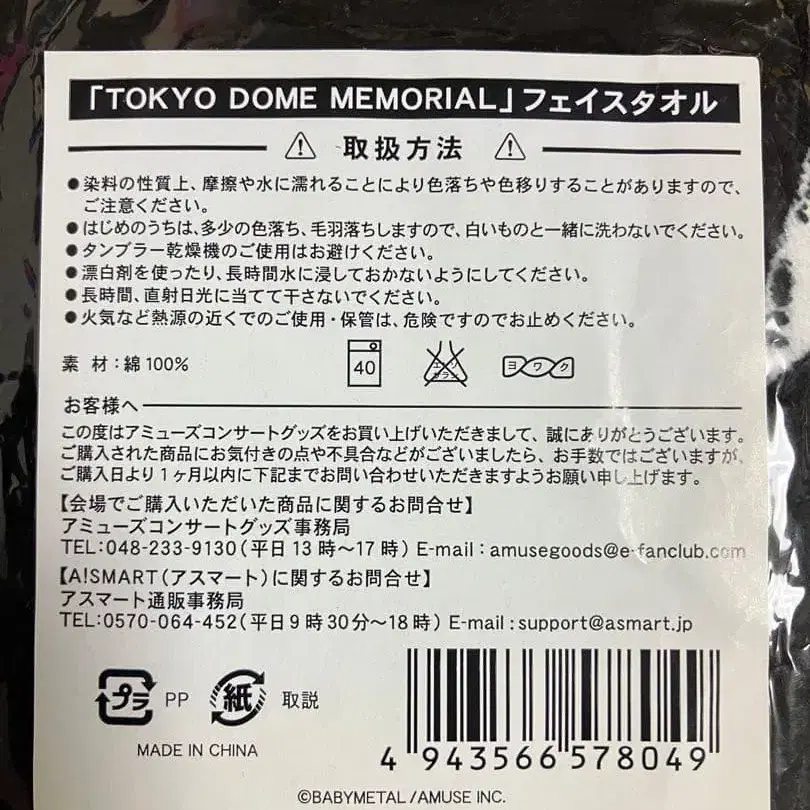 「TOKYO DOME MEMORIAL」フェイスタオル
取扱方法
●染料の性質上、摩擦や水に濡れることにより色落ちや色移りすることがありますので、
ご注意ください。
●はじめのうちは、多少の色落ち、毛羽落ちしますので、白いものと一緒に洗わないでください。
●タンブラー乾燥機のご使用はお避けください。
●漂白剤を使ったり、長時間水に浸しておかないようにしてください。
●長時間、直射日光に当てて干さないでください。
●火気など熱源の近くでのご使用・保管は、危険ですのでお止めください。
素 材：綿100% 40 エンソサラシ ヨワク
お客様へ
この度はアミューズコンサートグッズをお買い上げいただきまして、誠にありがとうございます。
ご購入された商品にお気付きの点や不具合などがございましたら、お手数ではございますが、
ご購入日より1ヶ月以内に下記までお問い合わせいただきますようお願い申し上げます。
【会場でご購入いただいた商品に関するお問合せ】
アミューズコンサートグッズ事務局
TEL:048-233-9130(平日13時～17時) E-mail:amusegoods@e-fanclub.com
【A!SMART(アスマート)に関するお問合せ】
アスマート通販事務局
TEL:0570-064-452(平日9時30分～18時) E-mail:support@asmart.jp
プラ PP 紙 取説
MADE IN CHINA
4 943566 578049
©BABYMETAL /AMUSE INC.